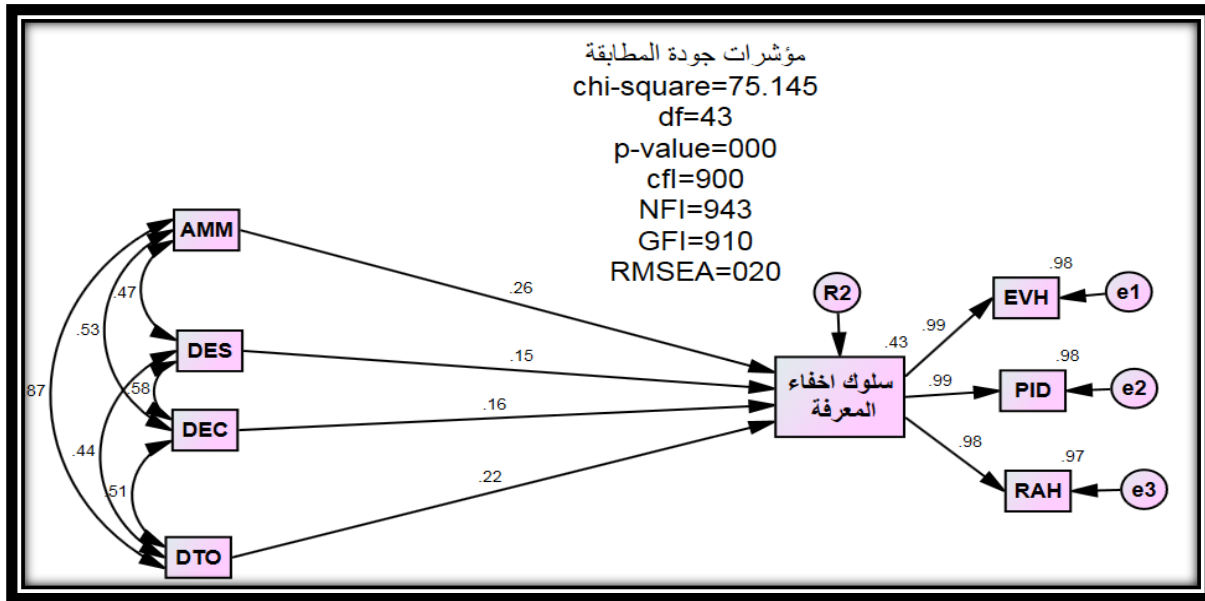 مؤشرات جودة المطابقة
chi-square=75.145
df=43
p-value=000
cfI=900
NFI=943
GFI=910
RMSEA=020
AMM
DES
DEC
DTO
.47
.53
.58
87
.44
.51
.26
.15
.16
.22
R2
سلوك اخفاء
المعرفة
.43
.99
.99
.98
.98
EVH
e1
.98
PID
e2
.97
RAH
e3